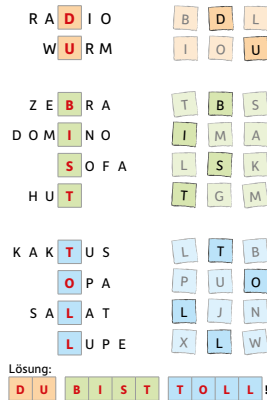 RADIO B D L
WURM I O U
ZEBRA T B S
DOMINO I M A
SOFA L S K
HUT T G M
KAKTUS L T B
OPA P U O
SALAT L J N
LUPE X L W
Lösung:
DU BIST TOLL!